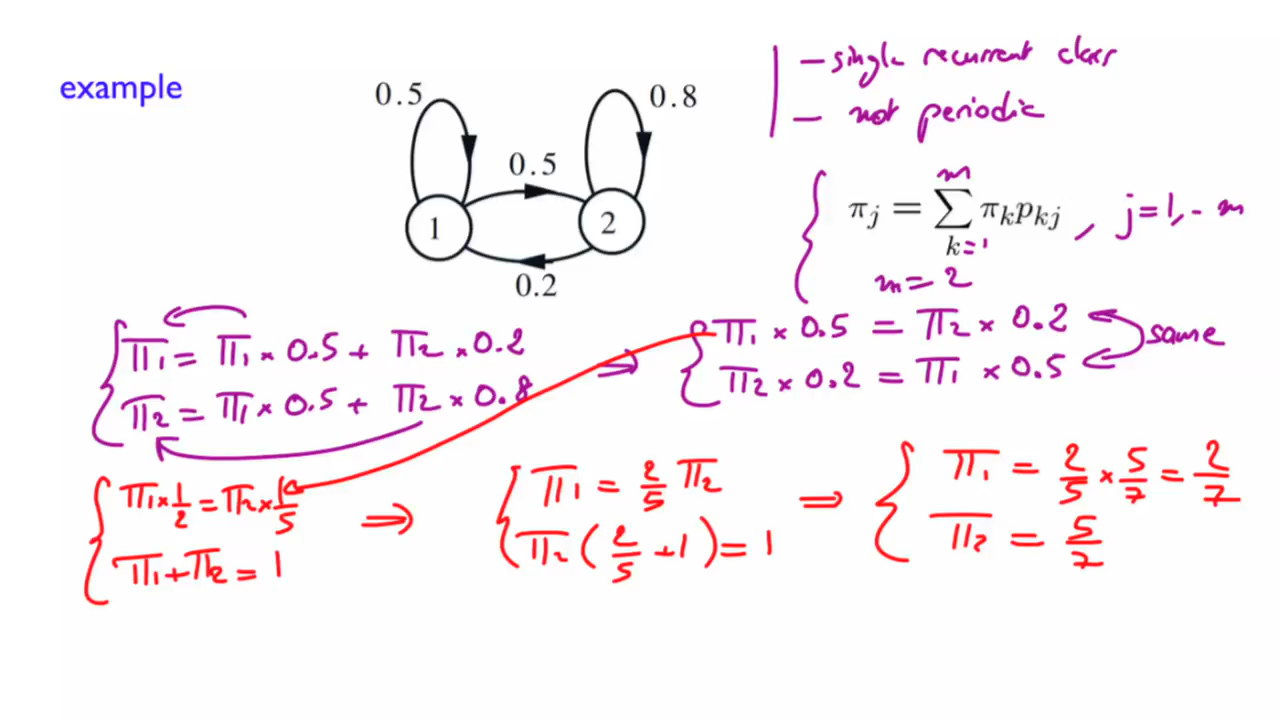 example
0.5
0.8
0.5
1
2
0.2
– single recurrent class
– not periodic
πj = ∑ πk pkj , j=1,- m
m
k=1
m = 2
π1 = π1 × 0.5 + π2 × 0.2
π2 = π1 × 0.5 + π2 × 0.8
⇒
π1 × 0.5 = π2 × 0.2
π2 × 0.2 = π1 × 0.5
same
π1 × 1/2 = π2 × 1/5
π1 + π2 = 1
⇒
π1 = 2/5 π2
π2 ( 2/5 + 1 ) = 1
⇒
π1 = 2/5 × 5/7 = 2/7
π2 = 5/7